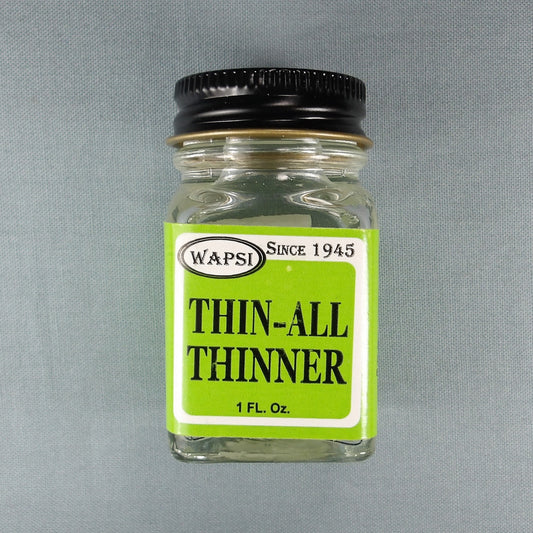 WAPSI SINCE 1945
THIN-ALL
THINNER
1 FL. Oz.